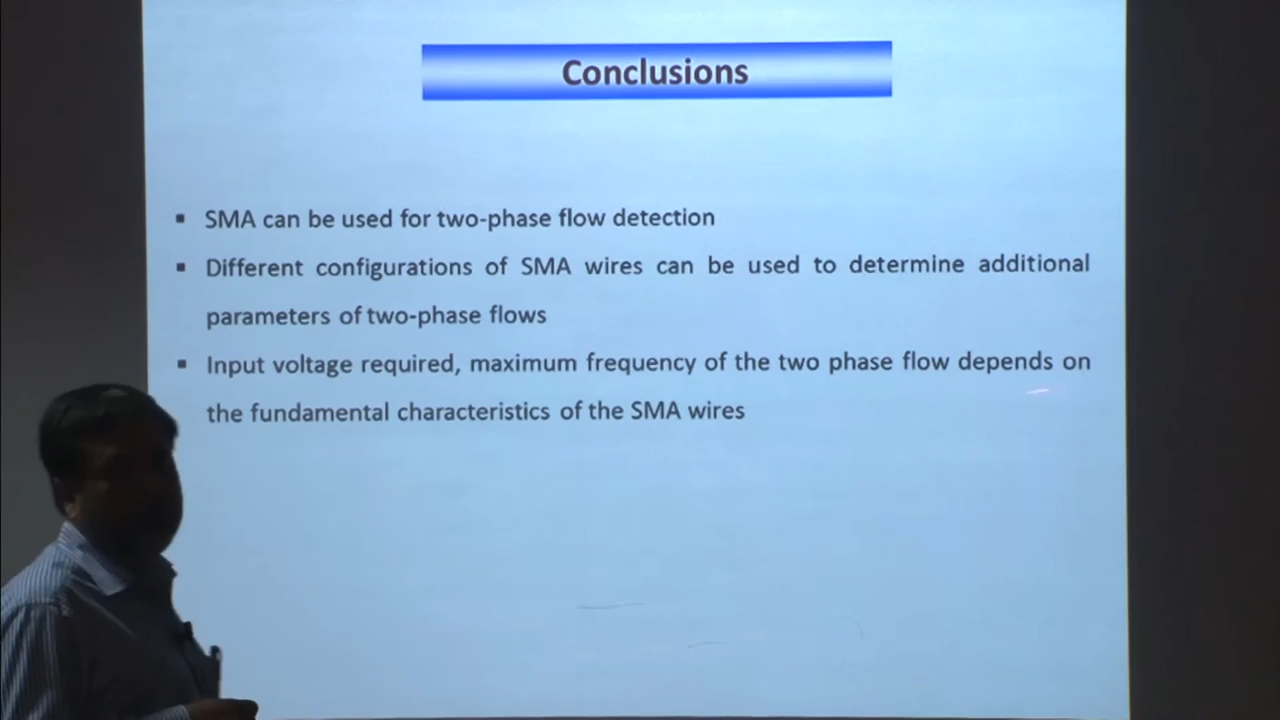 Conclusions
▪ SMA can be used for two-phase flow detection
▪ Different configurations of SMA wires can be used to determine additional
parameters of two-phase flows
▪ Input voltage required, maximum frequency of the two phase flow depends on
the fundamental characteristics of the SMA wires